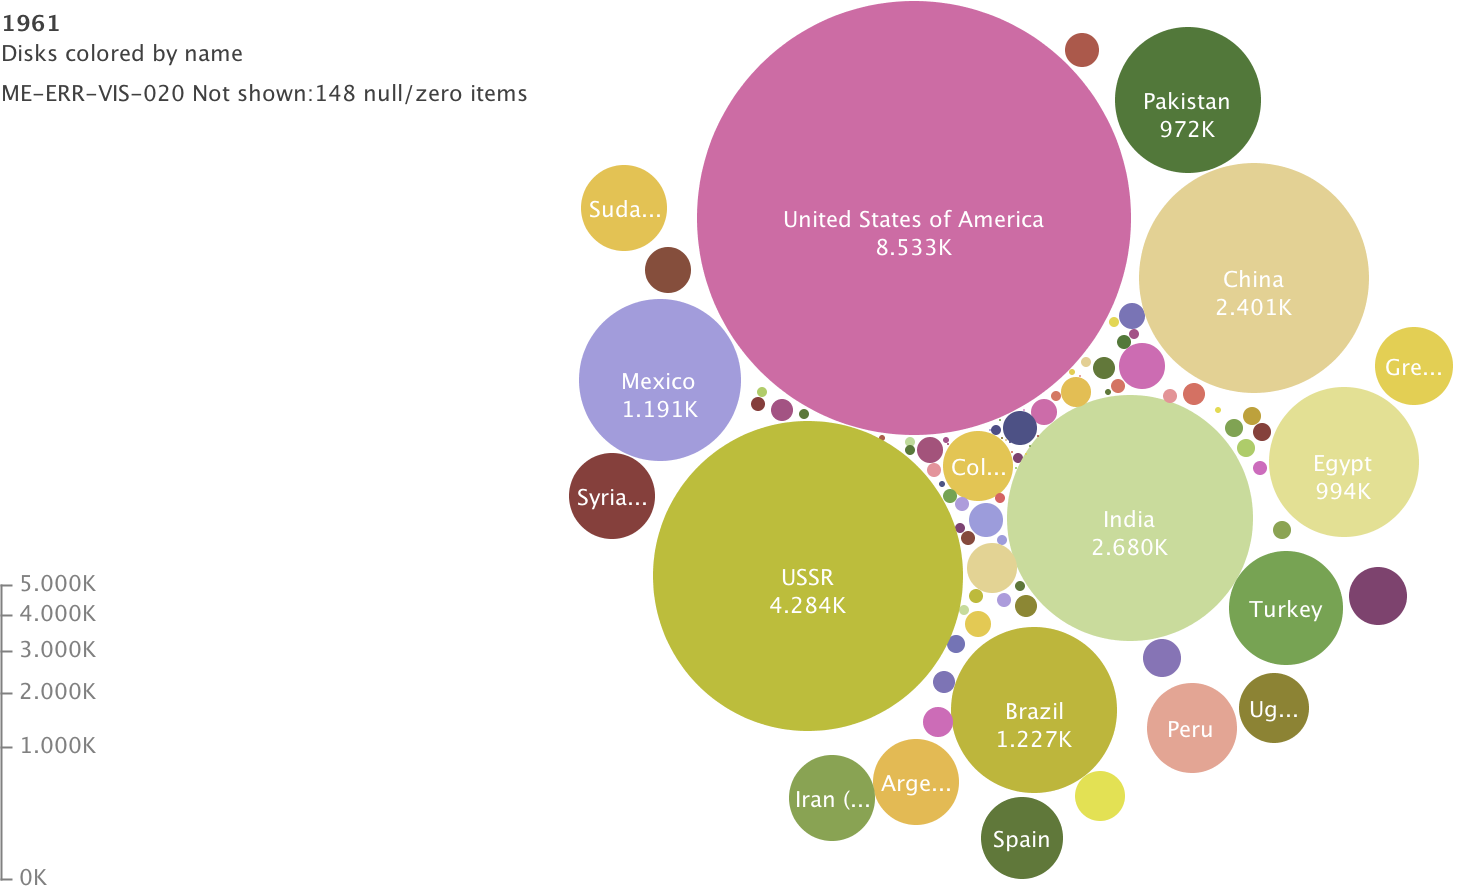 1961
Disks colored by name
ME-ERR-VIS-020 Not shown:148 null/zero items
Pakistan
972K
Suda...
United States of America
8.533K
China
2.401K
Mexico
1.191K
Gre...
Egypt
994K
Syria...
Col...
India
2.680K
USSR
4.284K
Turkey
Brazil
1.227K
Peru
Ug...
Iran (...
Arge...
Spain
5.000K
4.000K
3.000K
2.000K
1.000K
0K